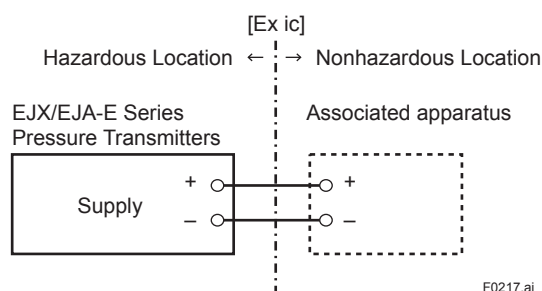 [Ex ic]
Hazardous Location ← → Nonhazardous Location
EJX/EJA-E Series
Pressure Transmitters
Associated apparatus
Supply
+
–
+
–
F0217.ai